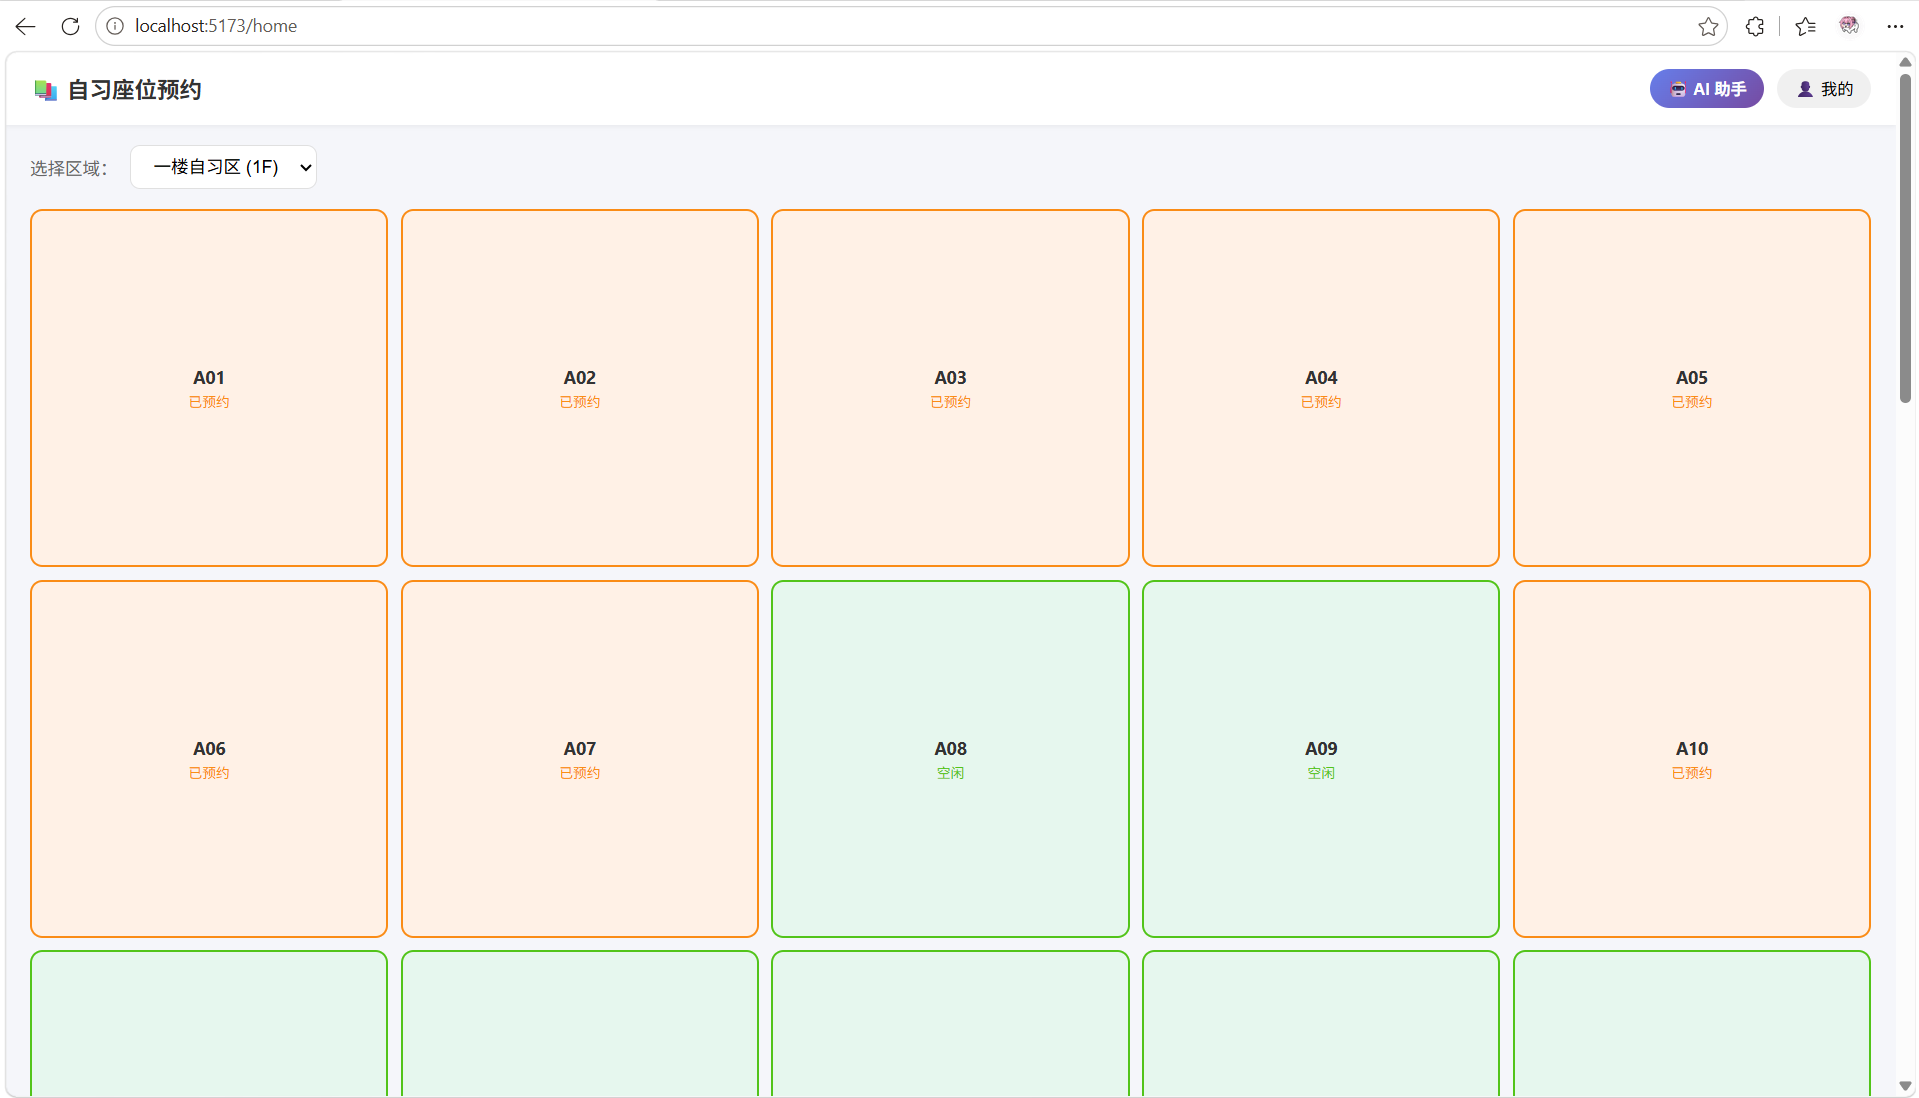 localhost:5173/home
自习座位预约
AI 助手
我的
选择区域：
一楼自习区 (1F)
A01
已预约
A02
已预约
A03
已预约
A04
已预约
A05
已预约
A06
已预约
A07
已预约
A08
空闲
A09
空闲
A10
已预约